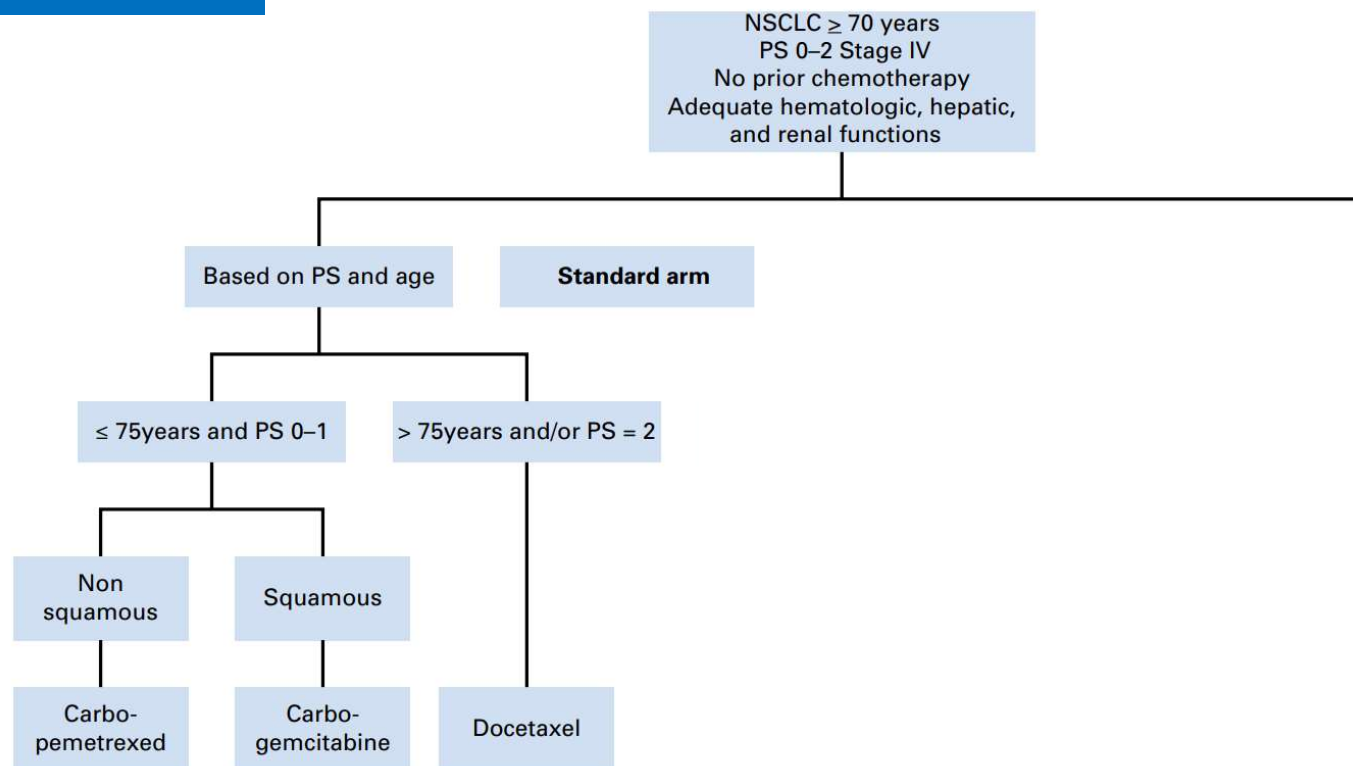 NSCLC ≥ 70 years
PS 0–2 Stage IV
No prior chemotherapy
Adequate hematologic, hepatic,
and renal functions
Based on PS and age
Standard arm
≤ 75years and PS 0–1
> 75years and/or PS = 2
Non
squamous
Squamous
Carbo-
pemetrexed
Carbo-
gemcitabine
Docetaxel